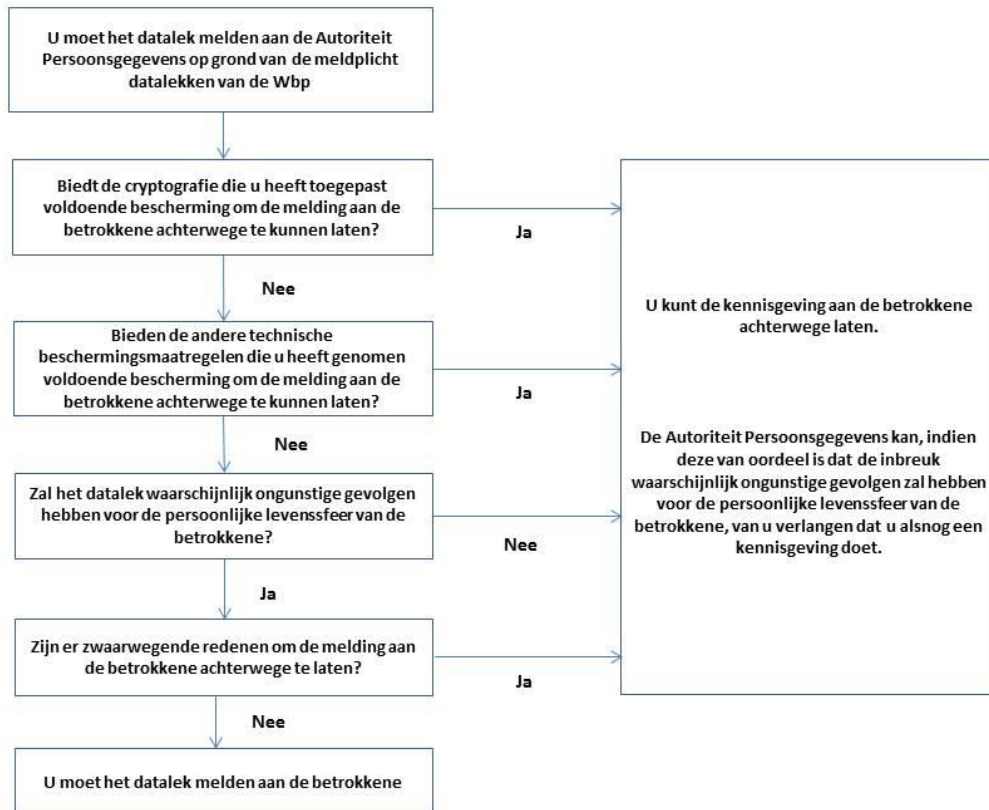 U moet het datalek melden aan de Autoriteit
Persoonsgegevens op grond van de meldplicht
datalekken van de Wbp
Biedt de cryptografie die u heeft toegepast
voldoende bescherming om de melding aan de
betrokkene achterwege te kunnen laten?
Ja
Nee
Bieden de andere technische
beschermingsmaatregelen die u heeft genomen
voldoende bescherming om de melding aan de
betrokkene achterwege te kunnen laten?
Ja
Nee
Zal het datalek waarschijnlijk ongunstige gevolgen
hebben voor de persoonlijke levenssfeer van de
betrokkene?
Nee
Ja
Zijn er zwaarwegende redenen om de melding aan
de betrokkene achterwege te laten?
Ja
Nee
U moet het datalek melden aan de betrokkene
U kunt de kennisgeving aan de betrokkene
achterwege laten.
De Autoriteit Persoonsgegevens kan, indien
deze van oordeel is dat de inbreuk
waarschijnlijk ongunstige gevolgen zal hebben
voor de persoonlijke levenssfeer van de
betrokkene, van u verlangen dat u alsnog een
kennisgeving doet.